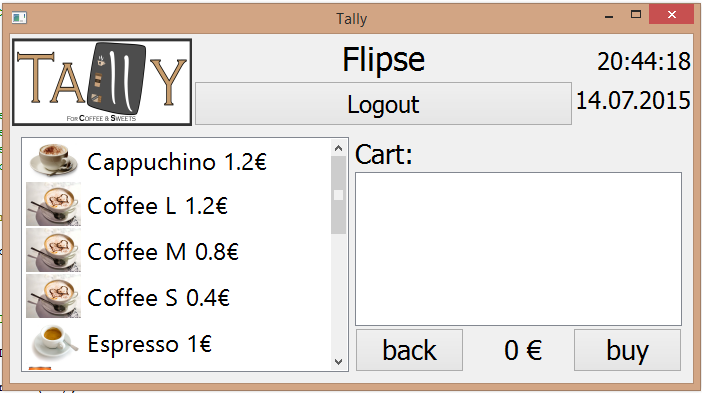 Tally
TALLY
FOR COFFEE & SWEETS
Flipse
20:44:18
Logout
14.07.2015
Cappuchino 1.2€
Coffee L 1.2€
Coffee M 0.8€
Coffee S 0.4€
Espresso 1€
Cart:
back
0 €
buy